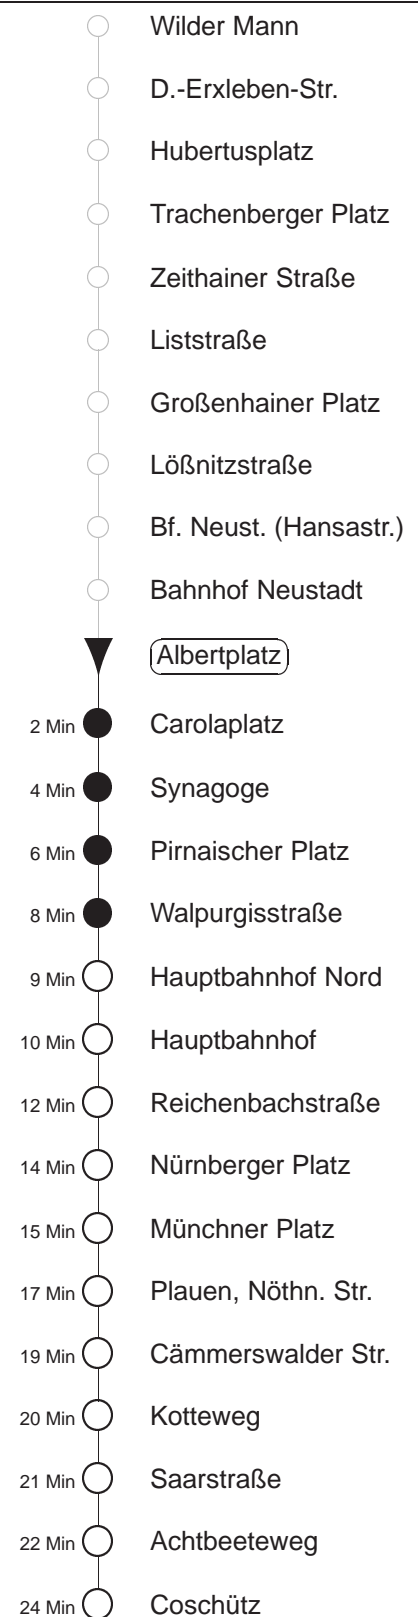 Wilder Mann
D.-Erxleben-Str.
Hubertusplatz
Trachenberger Platz
Zeithainer Straße
Liststraße
Großenhainer Platz
Lößnitzstraße
Bf. Neust. (Hansastr.)
Bahnhof Neustadt
Albertplatz
2 Min Carolaplatz
4 Min Synagoge
6 Min Pirnaischer Platz
8 Min Walpurgisstraße
9 Min Hauptbahnhof Nord
10 Min Hauptbahnhof
12 Min Reichenbachstraße
14 Min Nürnberger Platz
15 Min Münchner Platz
17 Min Plauen, Nöthn. Str.
19 Min Cämmerswalder Str.
20 Min Kotteweg
21 Min Saarstraße
22 Min Achtbeeteweg
24 Min Coschütz